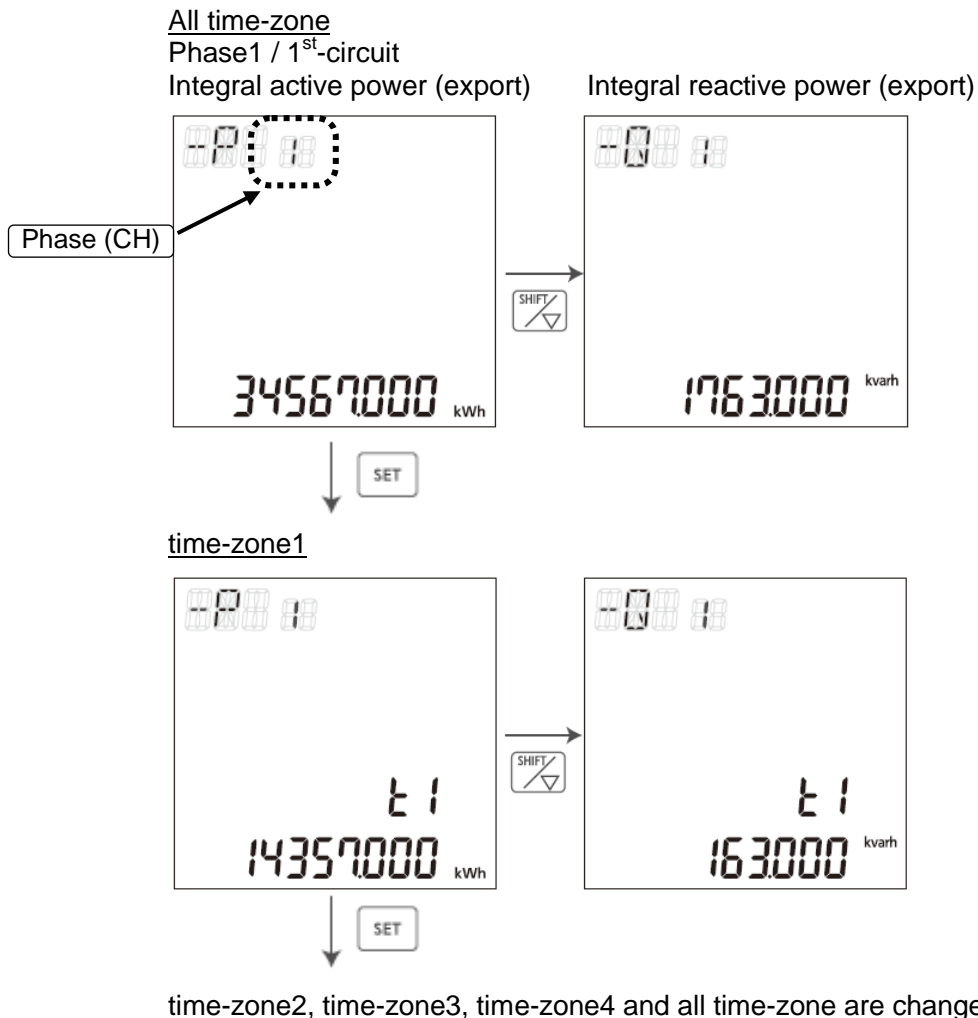 All time-zone
Phase1 / 1st-circuit
Integral active power (export) Integral reactive power (export)
-P 1 -Q 1
Phase (CH)
SHIFT/▽
34567.000 kWh 1763.000 kvarh
SET
time-zone1
-P 1 -Q 1
SHIFT/▽
t1 t1
14357.000 kWh 163.000 kvarh
SET
time-zone2, time-zone3, time-zone4 and all time-zone are change